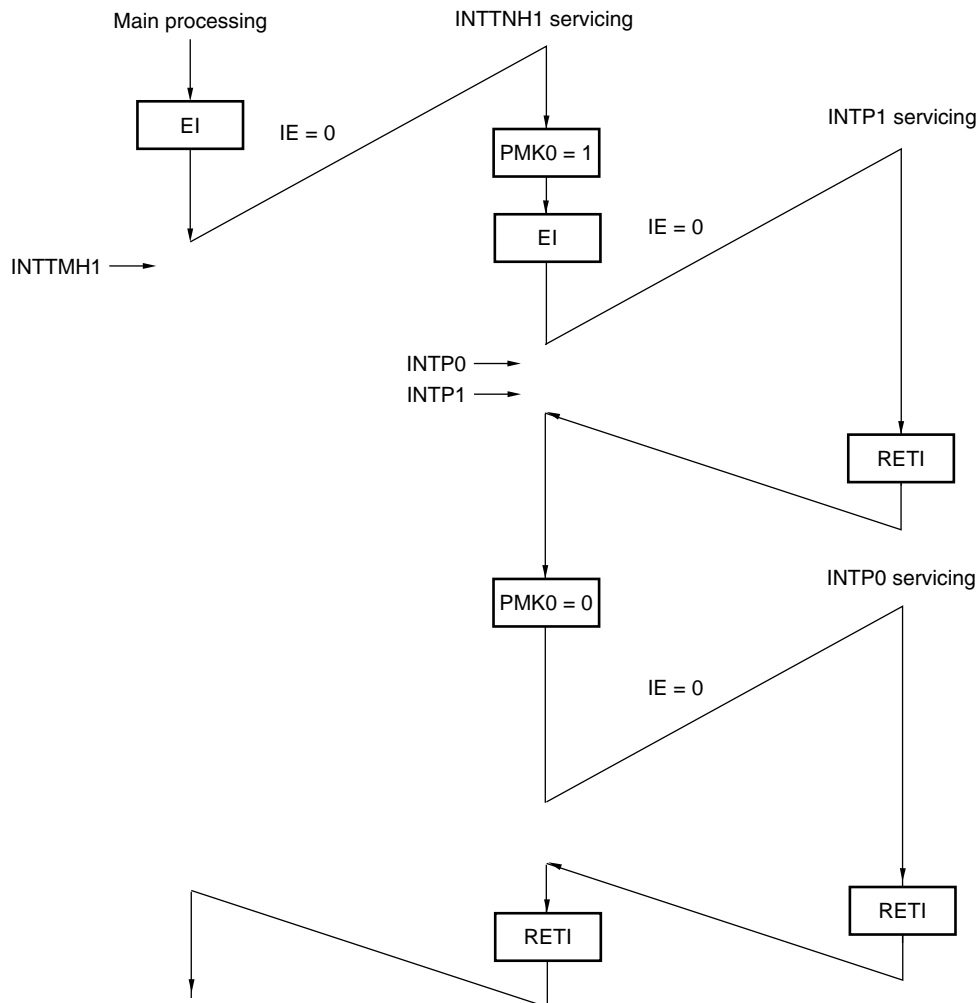 Main processing
INTTNH1 servicing
EI
IE = 0
PMK0 = 1
INTP1 servicing
EI
IE = 0
INTTMH1
INTP0
INTP1
RETI
PMK0 = 0
INTP0 servicing
IE = 0
RETI
RETI